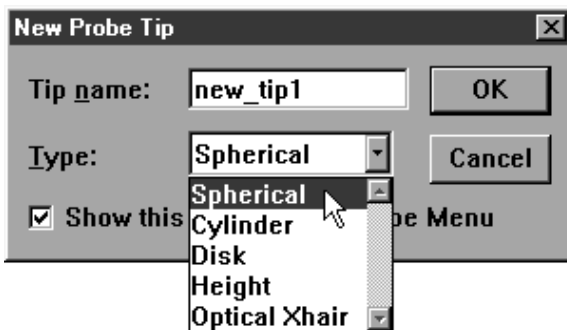 New Probe Tip
Tip name: new_tip1 OK
Type: Spherical Cancel
Spherical
Show this be Menu
Cylinder
Disk
Height
Optical Xhair